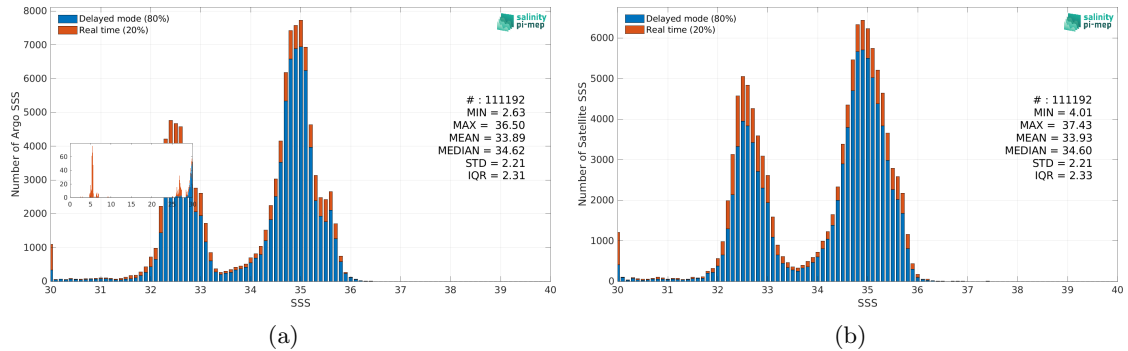 Delayed mode (80%)
Real time (20%)
salinity
pi-mep
# : 111192
MIN = 2.63
MAX = 36.50
MEAN = 33.89
MEDIAN = 34.62
STD = 2.21
IQR = 2.31
Number of Argo SSS
8000
7000
6000
5000
4000
3000
2000
1000
0
60
40
20
0
0 5 10 15 20 25 30
30 31 32 33 34 35 36 37 38 39 40
SSS
(a)
Delayed mode (80%)
Real time (20%)
salinity
pi-mep
# : 111192
MIN = 4.01
MAX = 37.43
MEAN = 33.93
MEDIAN = 34.60
STD = 2.21
IQR = 2.33
Number of Satellite SSS
6000
5000
4000
3000
2000
1000
0
30 31 32 33 34 35 36 37 38 39 40
SSS
(b)